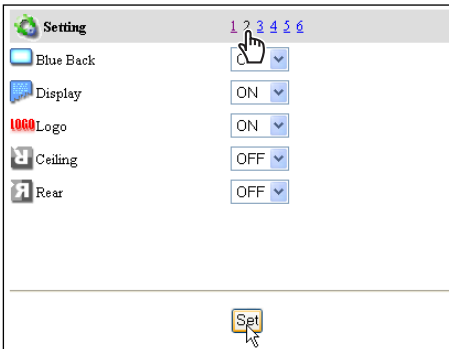 Setting 1 2 3 4 5 6
Blue Back
Display ON
LOGO Logo ON
Ceiling OFF
Rear OFF
Set